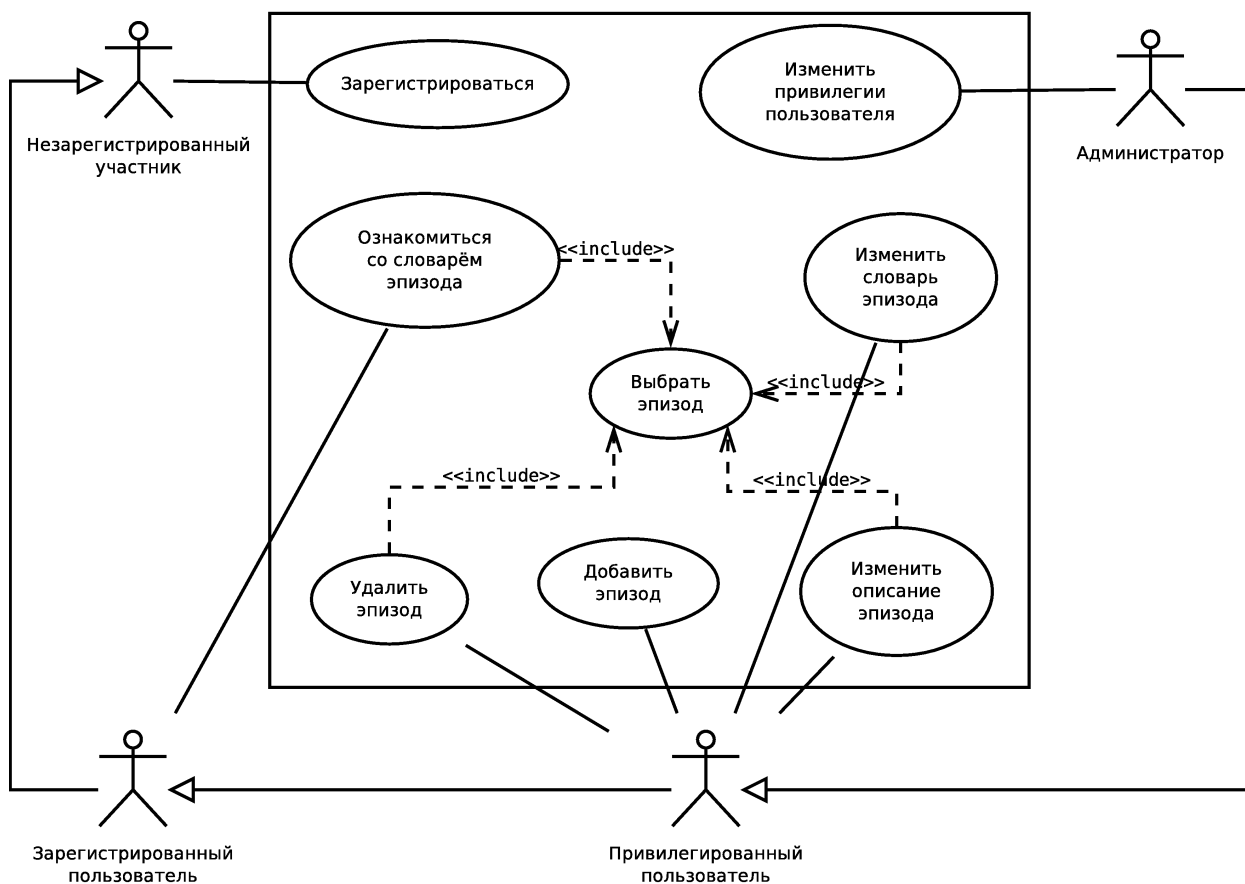 Зарегистрироваться
Изменить
привилегии
пользователя
Незарегистрированный
участник
Администратор
Ознакомиться
со словарём
эпизода
<<include>>
Изменить
словарь
эпизода
Выбрать
эпизод
<<include>>
<<include>>
<<include>>
Удалить
эпизод
Добавить
эпизод
Изменить
описание
эпизода
Зарегистрированный
пользователь
Привилегированный
пользователь